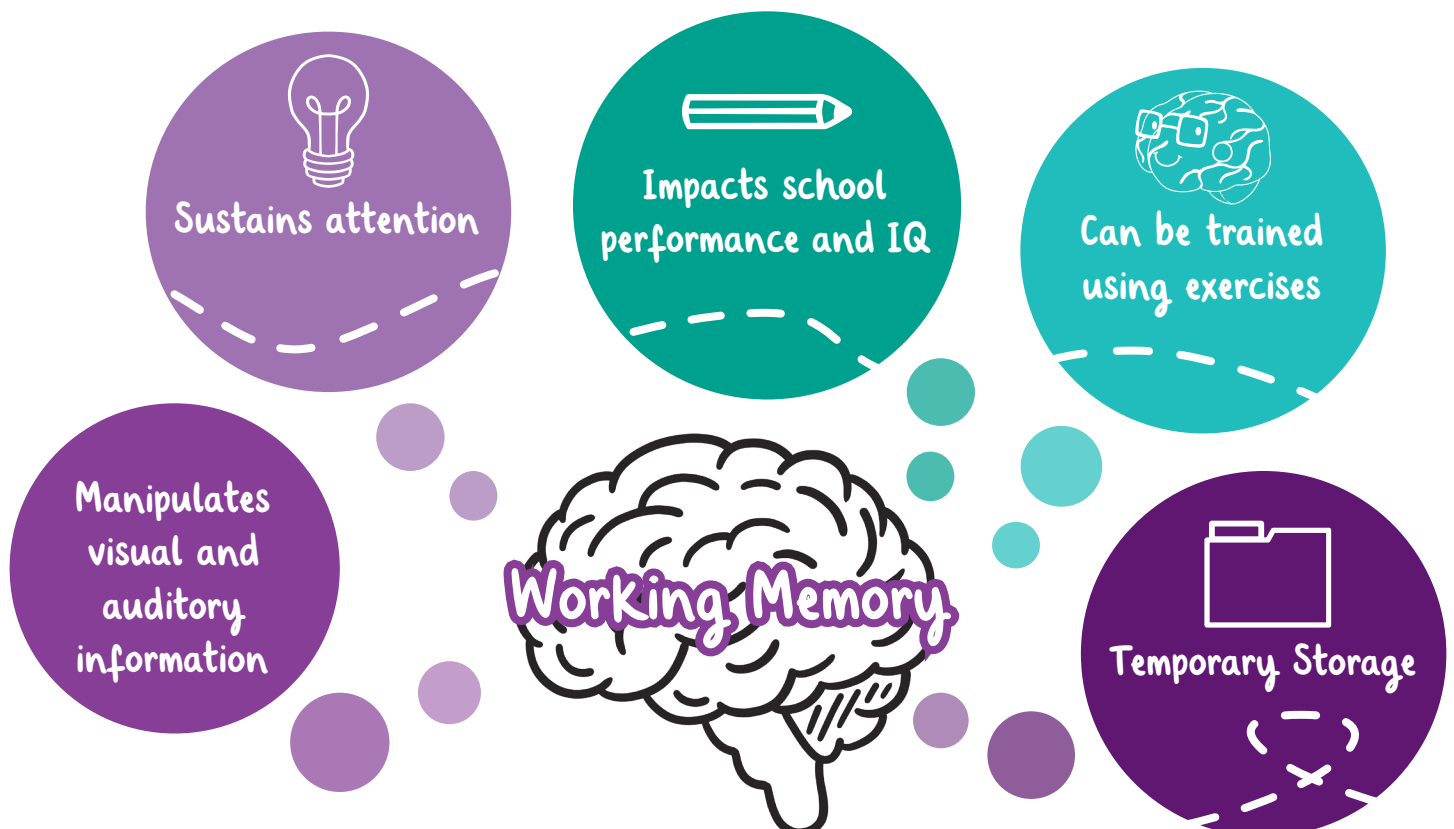 Sustains attention
Impacts school
performance and IQ
Can be trained
using exercises
Manipulates
visual and
auditory
information
Working Memory
Temporary Storage